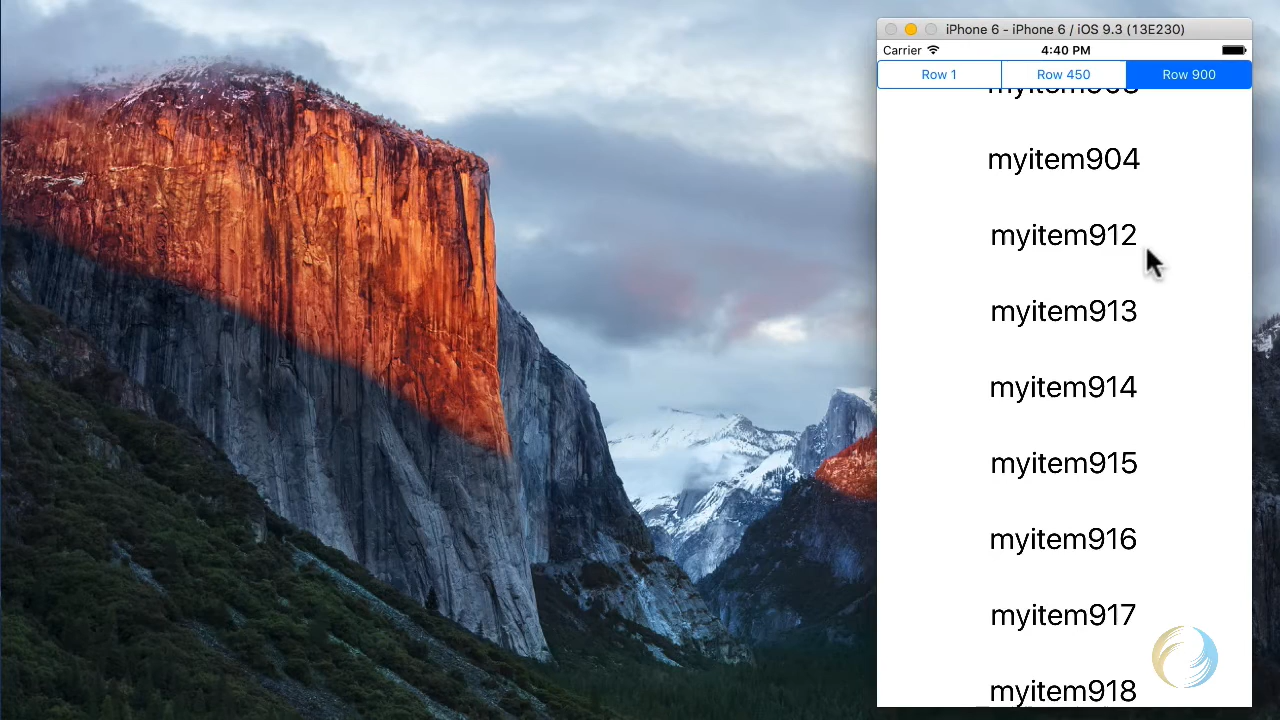 iPhone 6 - iPhone 6 / iOS 9.3 (13E230)
Carrier 4:40 PM
Row 1 Row 450 Row 900
myitem904
myitem912
myitem913
myitem914
myitem915
myitem916
myitem917
myitem918